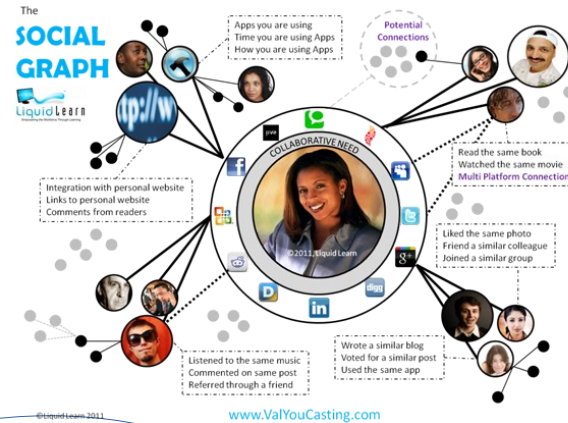 The
SOCIAL
GRAPH
Liquid Learn
Apps you are using
Time you are using Apps
How you are using Apps
Potential
Connections
tp://w
jive
COLLABORATIVE NEED
Integration with personal website
Links to personal website
Comments from readers
Read the same book
Watched the same movie
Multi Platform Connection
©2011, Liquid Learn
Liked the same photo
Friend a similar colleague
Joined a similar group
g+
digg
D
in
Listened to the same music
Commented on same post
Referred through a friend
Wrote a similar blog
Voted for a similar post
Used the same app
©Liquid Learn 2011
www.ValYouCasting.com